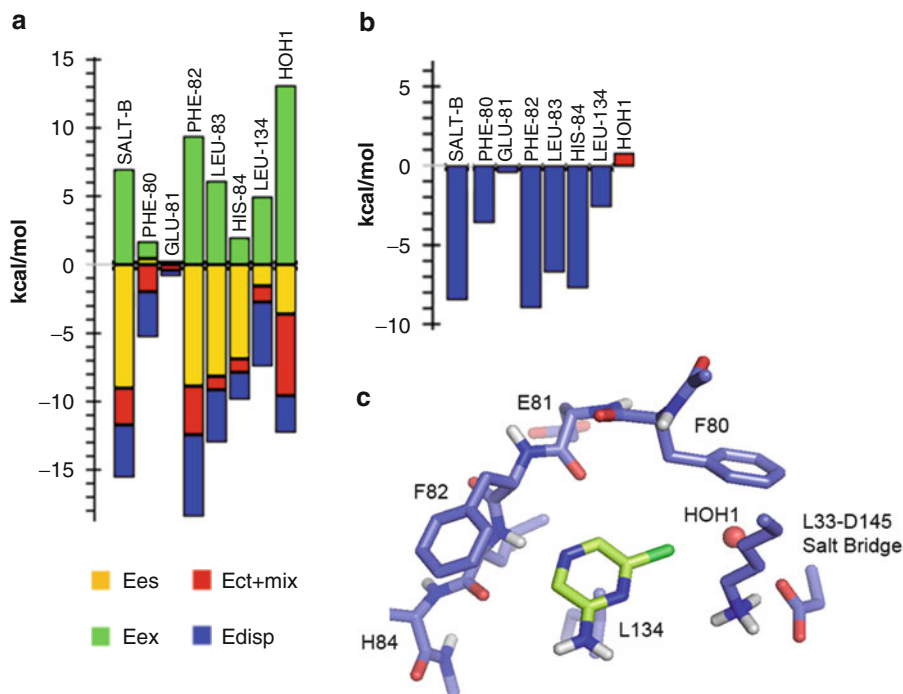 a
kcal/mol
15
10
5
0
−5
−10
−15
SALT-B
PHE-80
GLU-81
PHE-82
LEU-83
HIS-84
LEU-134
HOH1
Ees
Ect+mix
Eex
Edisp
b
kcal/mol
5
0
−5
−10
SALT-B
PHE-80
GLU-81
PHE-82
LEU-83
HIS-84
LEU-134
HOH1
c
E81
F80
F82
HOH1
L33-D145
Salt Bridge
H84
L134